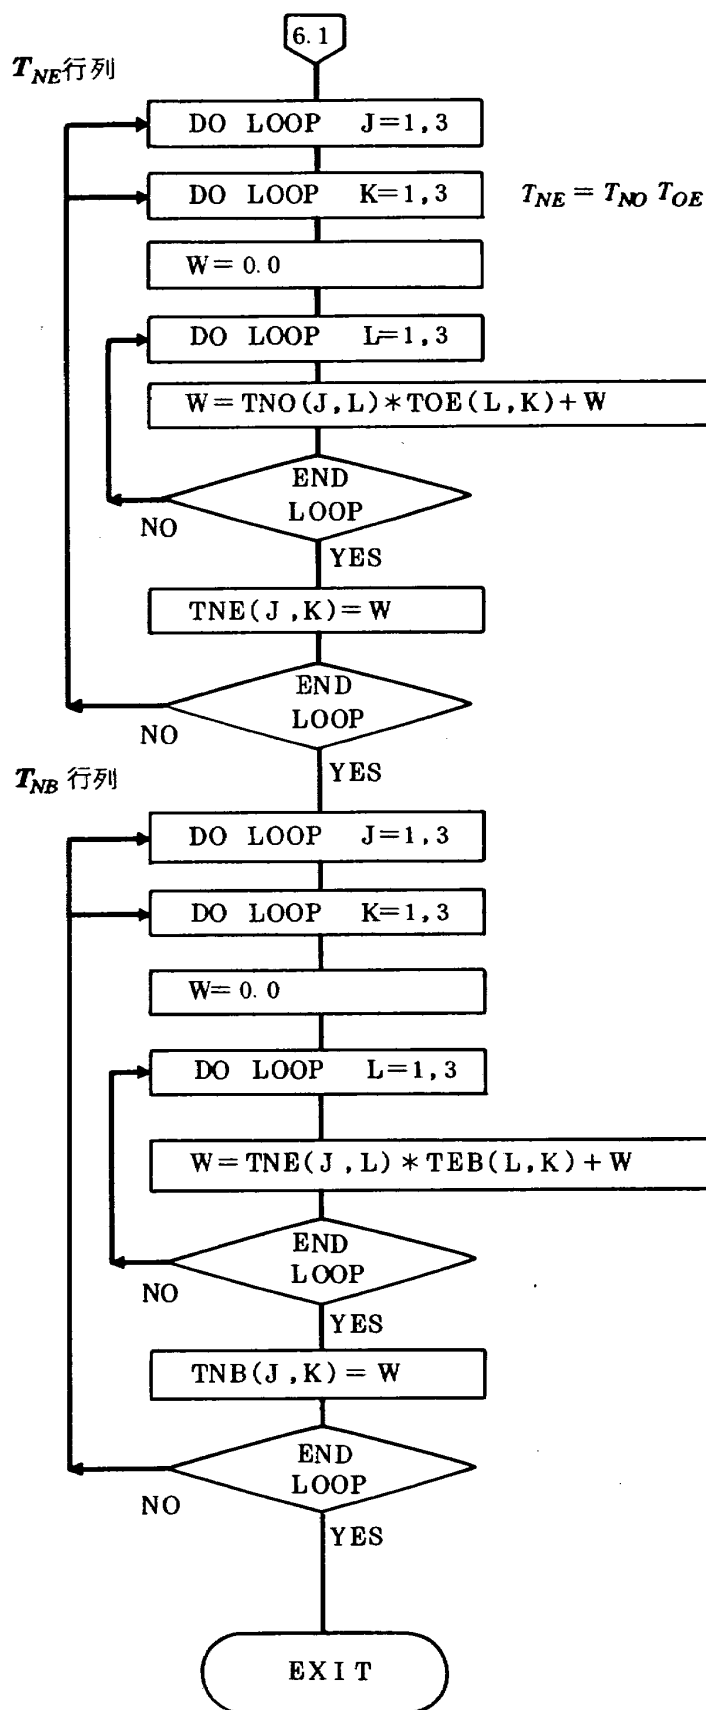 6.1
T_NE行列
DO LOOP J=1,3
DO LOOP K=1,3
T_NE = T_NO T_OE
W=0.0
DO LOOP L=1,3
W=TNO(J,L)*TOE(L,K)+W
END
LOOP
NO
YES
TNE(J,K)=W
END
LOOP
NO
YES
T_NB 行列
DO LOOP J=1,3
DO LOOP K=1,3
W=0.0
DO LOOP L=1,3
W=TNE(J,L)*TEB(L,K)+W
END
LOOP
NO
YES
TNB(J,K)=W
END
LOOP
NO
YES
EXIT